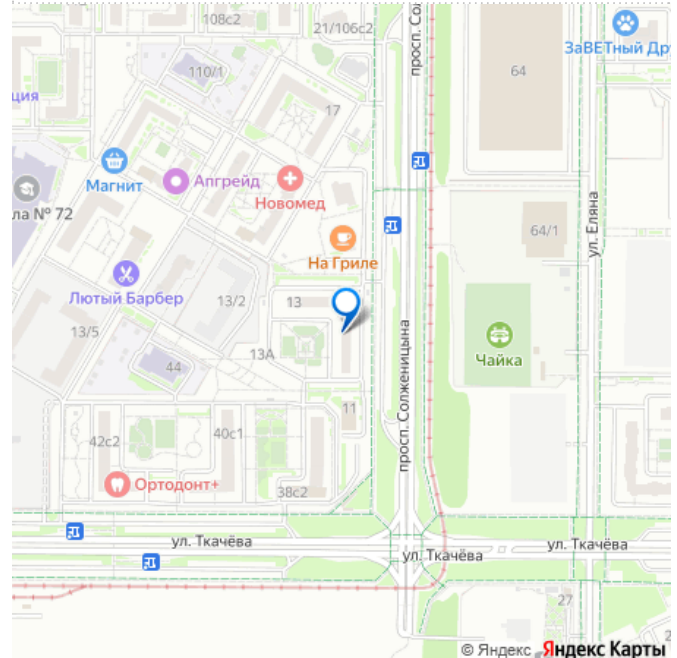 108с2
21/106с2
просп. Со
ЗаВЕТный Дру
110/1
64
ция
17
Магнит
Апгрейд
Новомед
ла № 72
64/1
ул. Еляна
На Гриле
Лютый Барбер
13/2
13
13/5
13А
Чайка
44
просп. Солженицына
11
42с2
40с1
Ортодонт+
38с2
ул. Ткачёва
ул. Ткачёва
ул. Ткачёва
27
© Яндекс Яндекс Карты